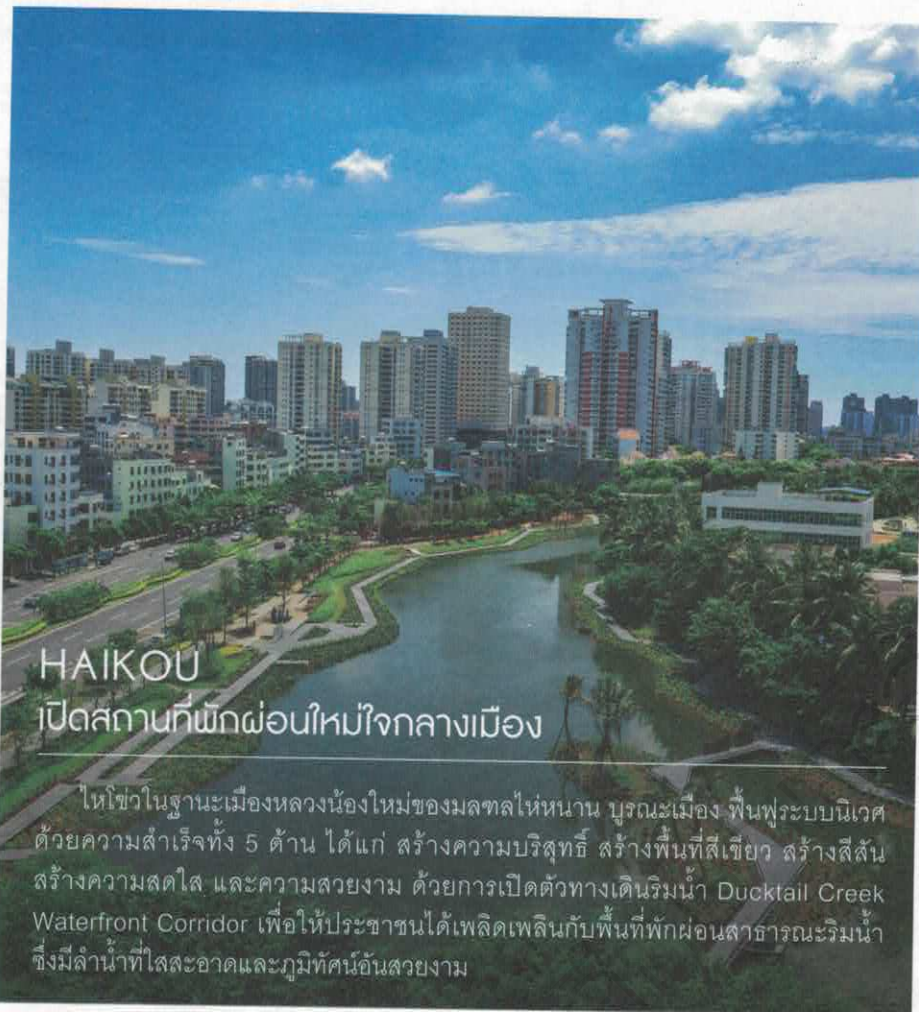 HAIKOU
เปิดสถานที่พักผ่อนใหม่ใจกลางเมือง
ไหโข่วในฐานะเมืองหลวงน้องใหม่ของมลฑลไห่หนาน บูรณะเมือง ฟื้นฟูระบบนิเวศ
ด้วยความสำเร็จทั้ง 5 ด้าน ได้แก่ สร้างความบริสุทธิ์ สร้างพื้นที่สีเขียว สร้างสีสัน
สร้างความสดใส และความสวยงาม ด้วยการเปิดตัวทางเดินริมน้ำ Ducktail Creek
Waterfront Corridor เพื่อให้ประชาชนได้เพลิดเพลินกับพื้นที่พักผ่อนสาธารณะริมน้ำ
ซึ่งมีลำน้ำที่ใสสะอาดและภูมิทัศน์อันสวยงาม